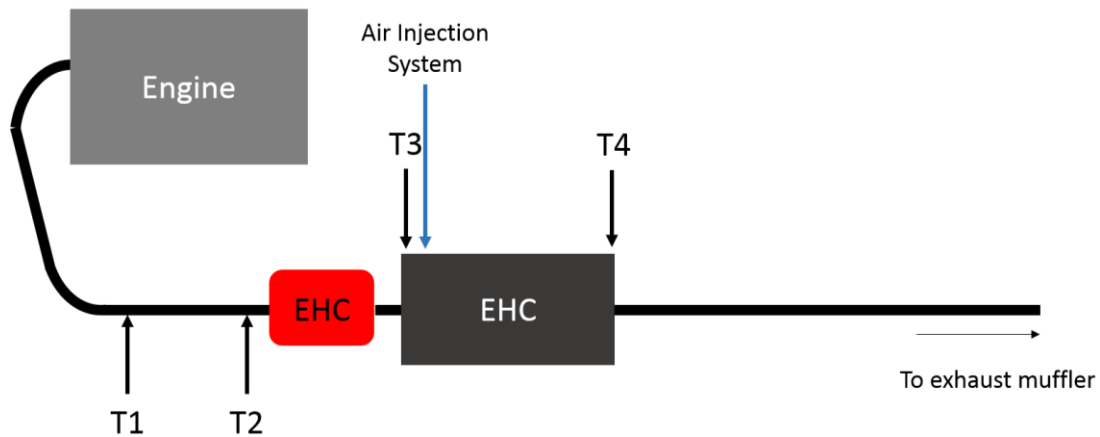 Air Injection
System
Engine
T3
T4
EHC
EHC
To exhaust muffler
T1
T2